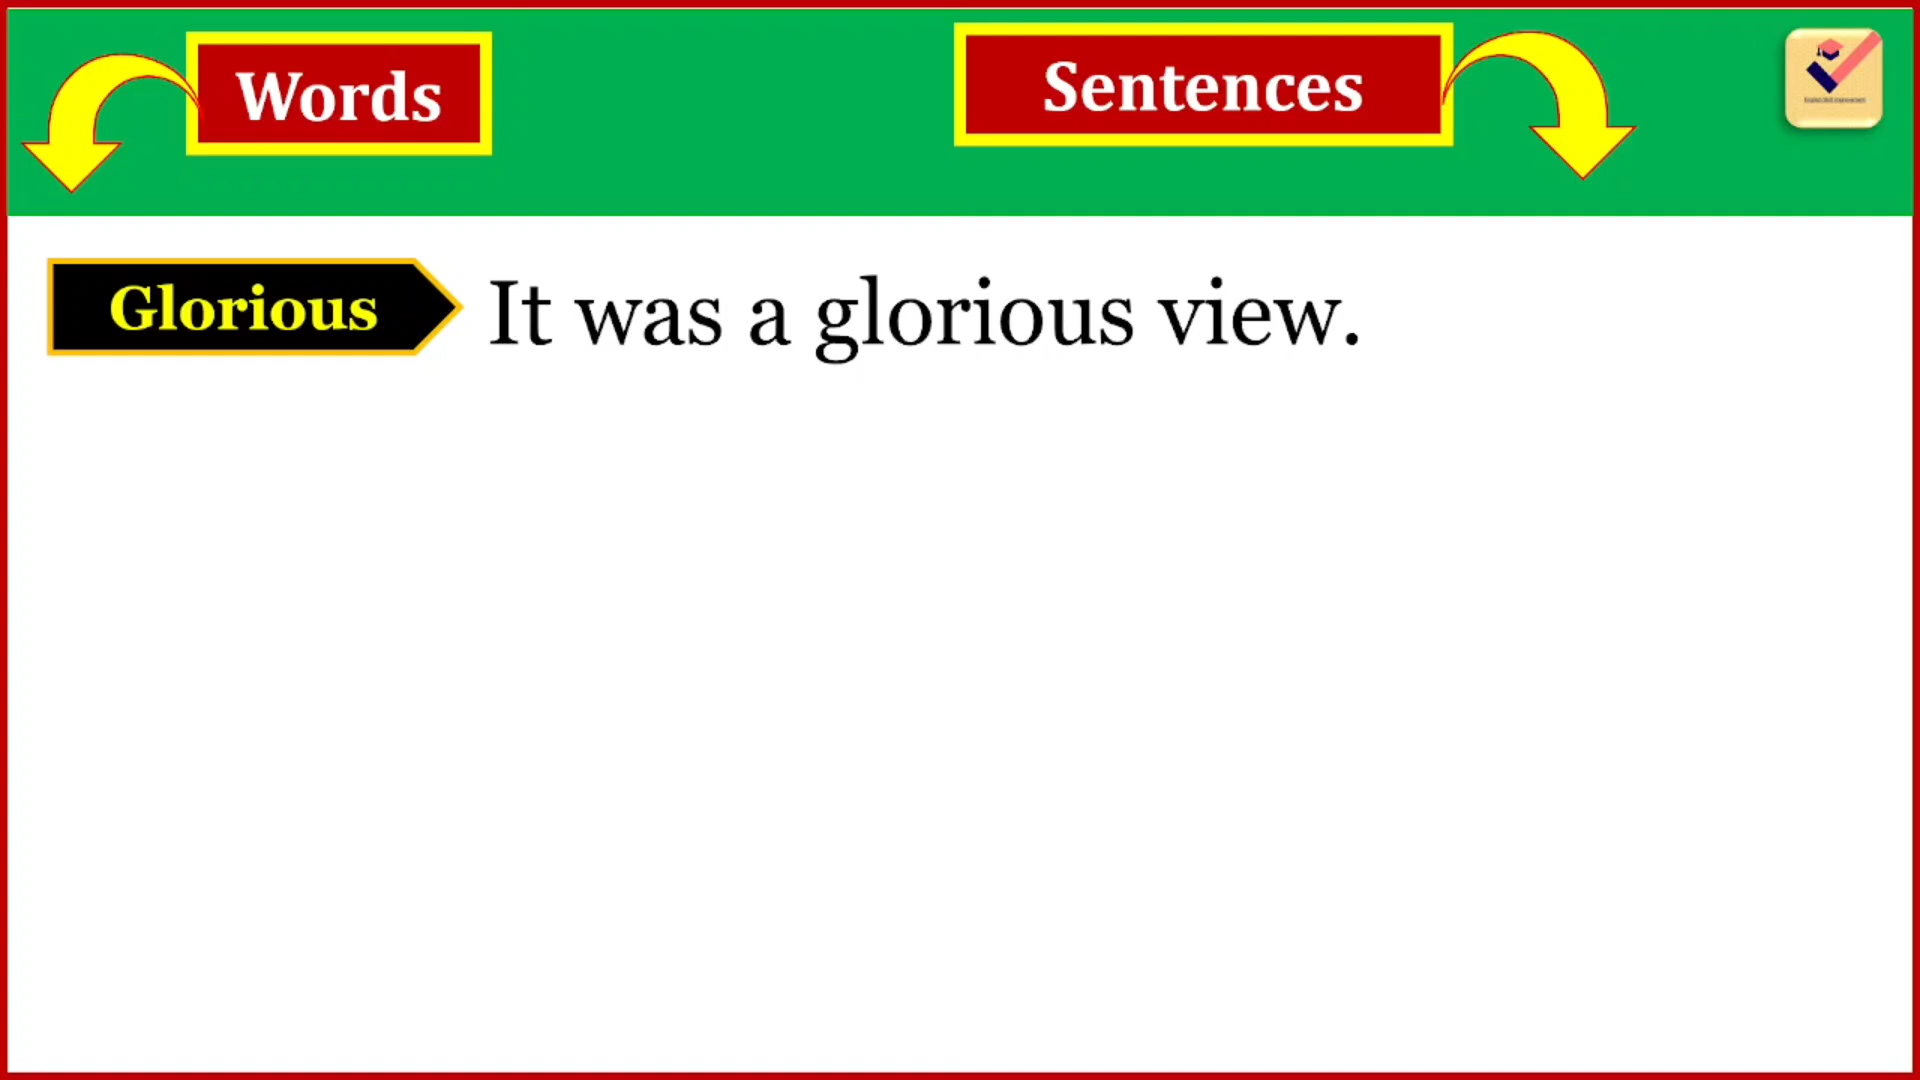 Words
Sentences
Glorious
It was a glorious view.